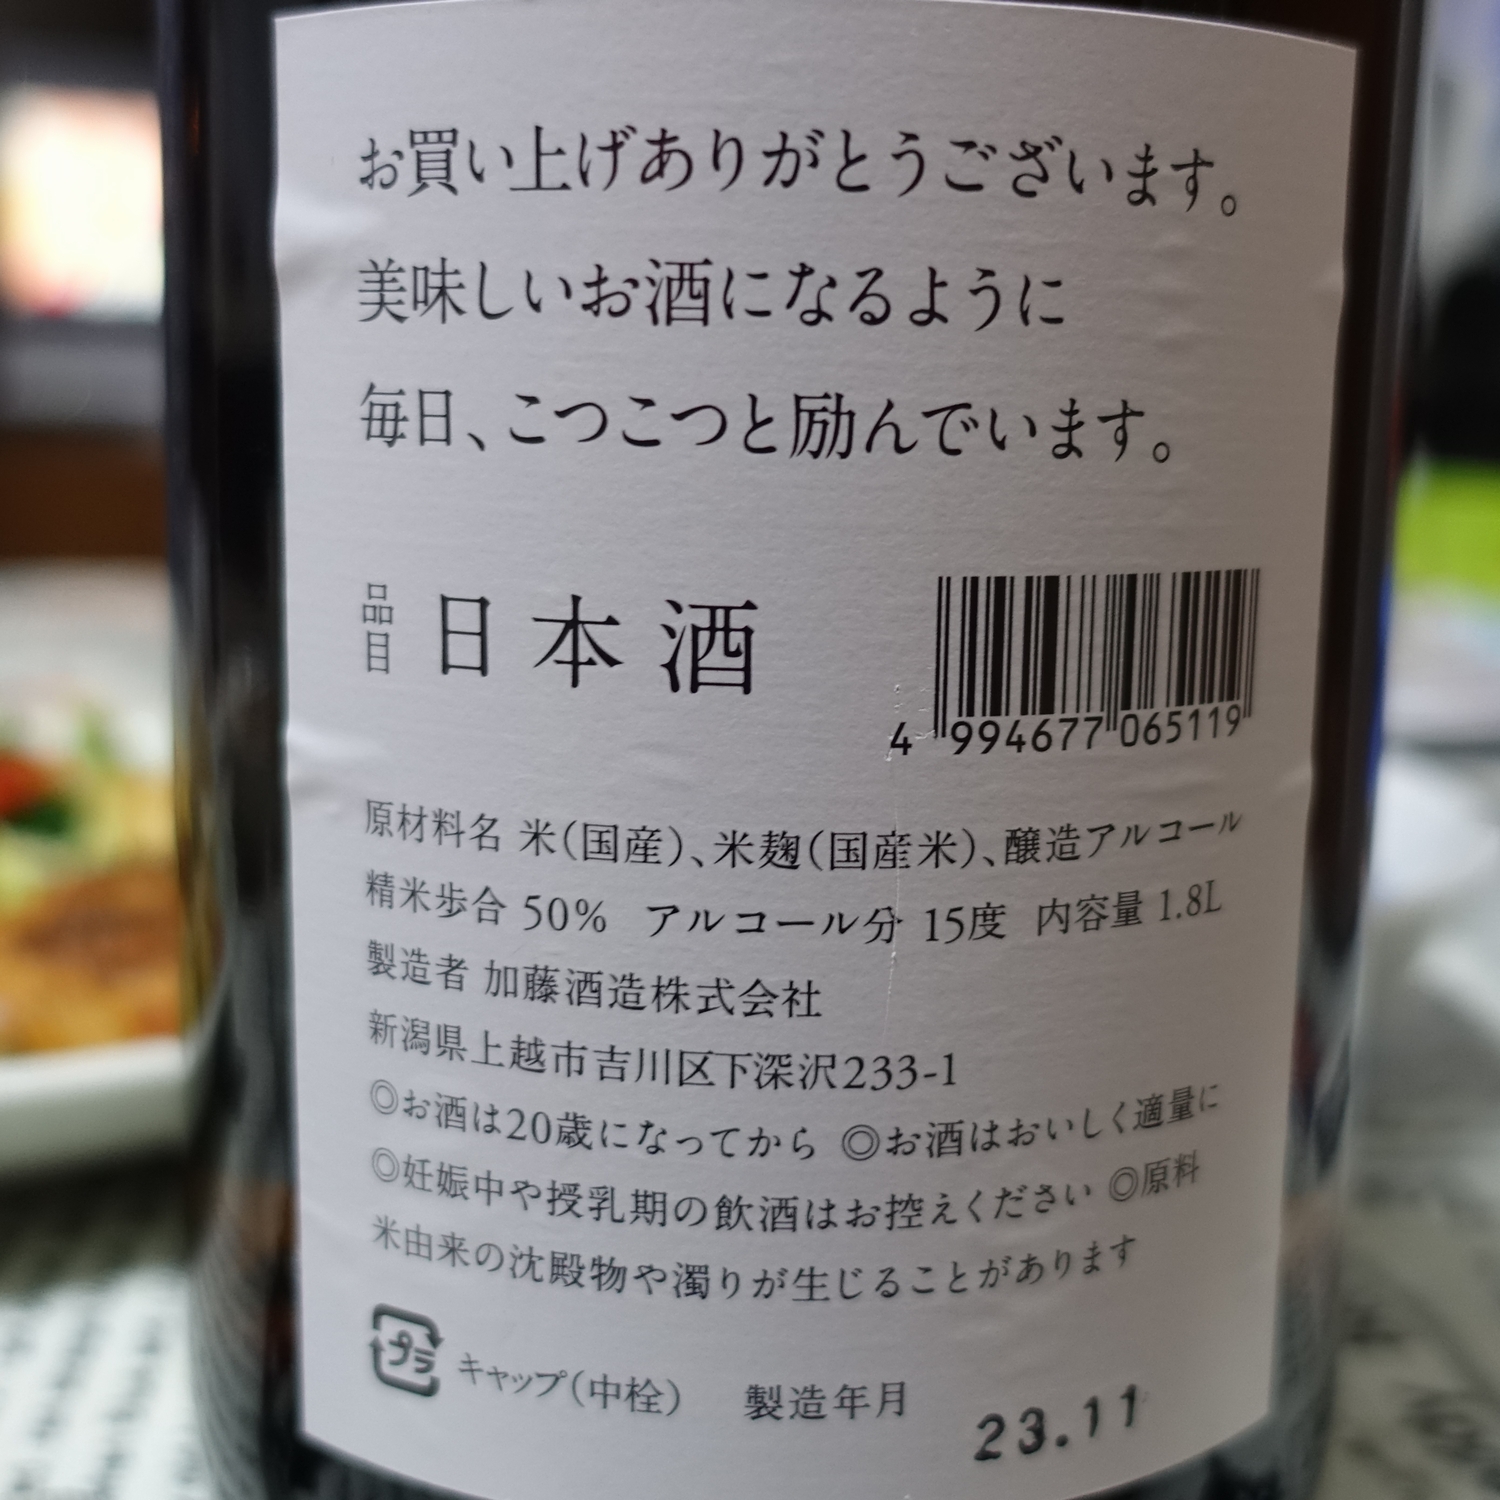 お買い上げありがとうございます。
美味しいお酒になるように
毎日、こつこつと励んでいます。
品目 日本酒
4 994677 065119
原材料名 米(国産)、米麹(国産米)、醸造アルコール
精米歩合 50% アルコール分 15度 内容量 1.8L
製造者 加藤酒造株式会社
新潟県上越市吉川区下深沢233-1
◎お酒は20歳になってから ◎お酒はおいしく適量に
◎妊娠中や授乳期の飲酒はお控えください ◎原料
米由来の沈殿物や濁りが生じることがあります
プラ キャップ(中栓) 製造年月 23.11